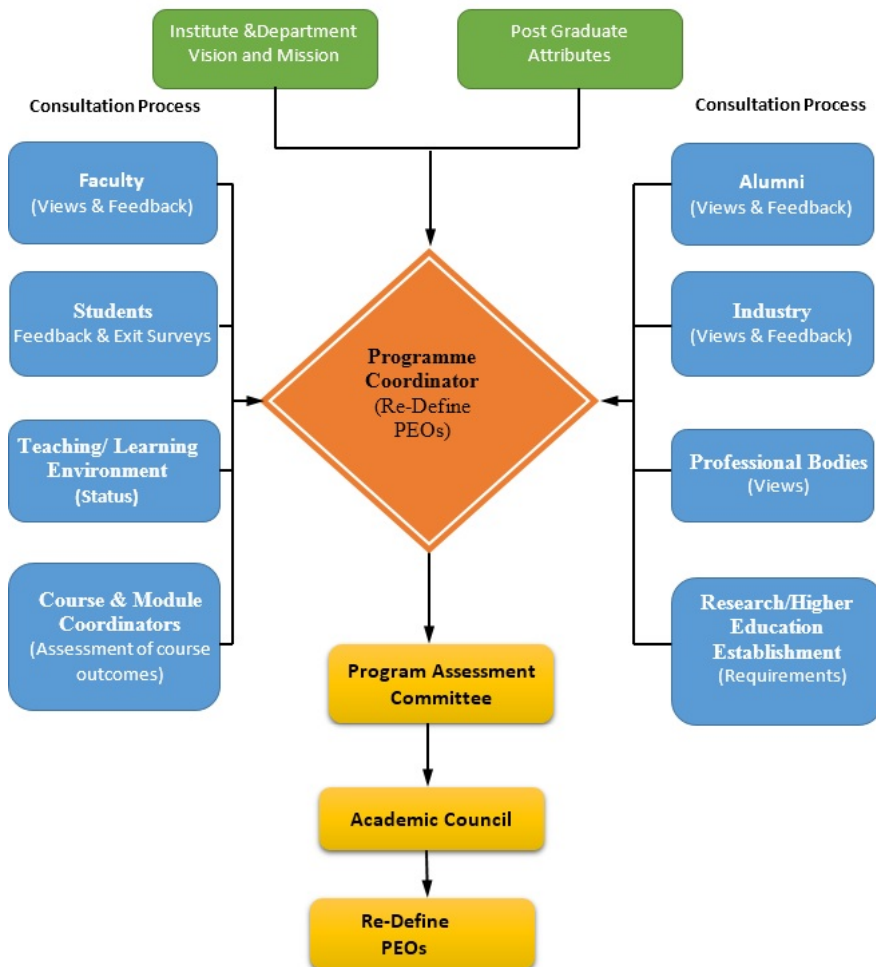 Institute &Department
Vision and Mission
Post Graduate
Attributes
Consultation Process
Consultation Process
Faculty
(Views & Feedback)
Students
Feedback & Exit Surveys
Teaching/ Learning
Environment
(Status)
Course & Module
Coordinators
(Assessment of course
outcomes)
Programme
Coordinator
(Re-Define
PEOs)
Alumni
(Views & Feedback)
Industry
(Views & Feedback)
Professional Bodies
(Views)
Research/Higher
Education
Establishment
(Requirements)
Program Assessment
Committee
Academic Council
Re-Define
PEOs